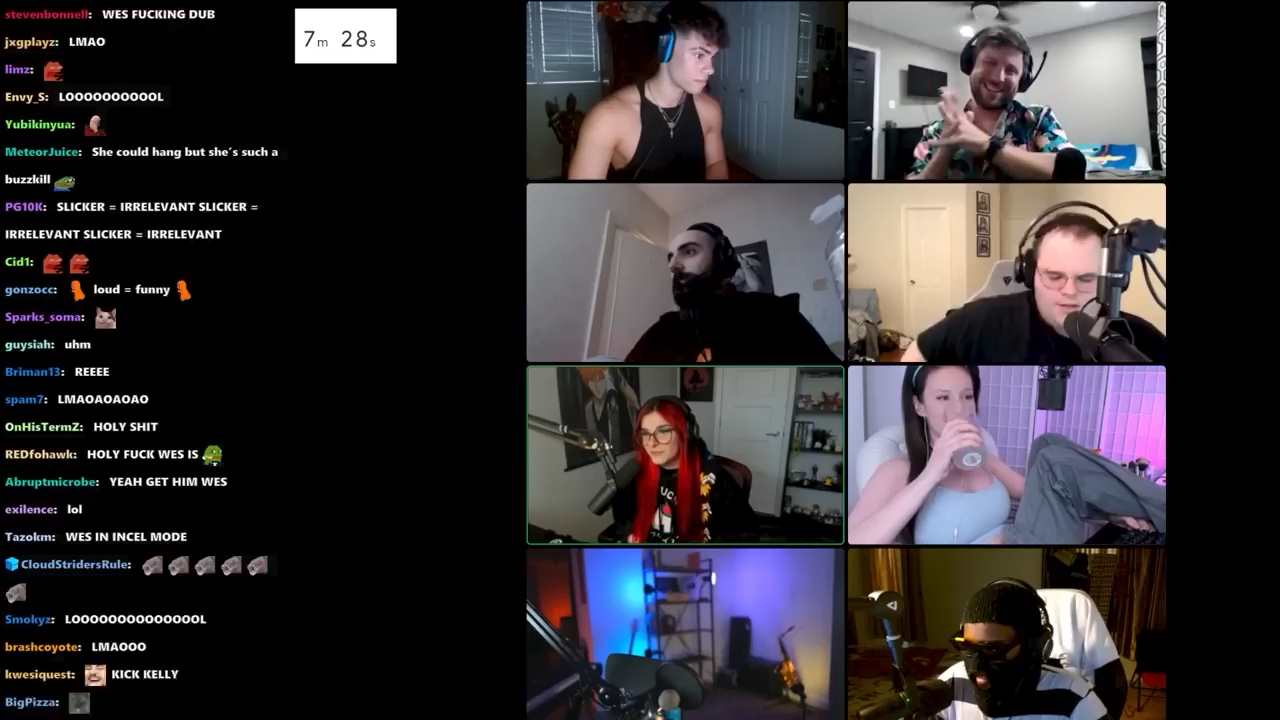 stevenbonnell: WES FUCKING DUB
7m 28s
jxgplayz: LMAO
limz:
Envy_S: LOOOOOOOOOOL
Yubikinyua:
MeteorJuice: She could hang but she's such a
buzzkill
PG10K: SLICKER = IRRELEVANT SLICKER =
IRRELEVANT SLICKER = IRRELEVANT
Cid1:
gonzocc: loud = funny
Sparks_soma:
guysiah: uhm
Briman13: REEEE
spam7: LMAOAOAOAO
OnHisTermZ: HOLY SHIT
REDfohawk: HOLY FUCK WES IS
Abruptmicrobe: YEAH GET HIM WES
exilence: lol
Tazokm: WES IN INCEL MODE
CloudStridersRule:
Smokyz: LOOOOOOOOOOOOOL
brashcoyote: LMAOOO
kwesiquest: KICK KELLY
BigPizza: